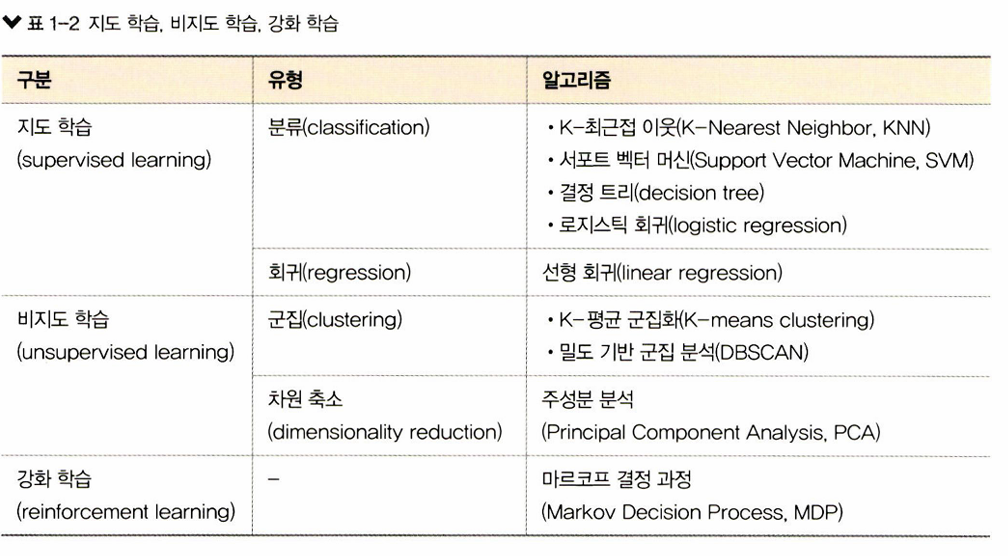 표 1-2 지도 학습, 비지도 학습, 강화 학습
구분 유형 알고리즘
지도 학습
(supervised learning)
분류(classification)
• K-최근접 이웃(K-Nearest Neighbor, KNN)
• 서포트 벡터 머신(Support Vector Machine, SVM)
• 결정 트리(decision tree)
• 로지스틱 회귀(logistic regression)
회귀(regression)
선형 회귀(linear regression)
비지도 학습
(unsupervised learning)
군집(clustering)
• K-평균 군집화(K-means clustering)
• 밀도 기반 군집 분석(DBSCAN)
차원 축소
(dimensionality reduction)
주성분 분석
(Principal Component Analysis, PCA)
강화 학습
(reinforcement learning)
-
마르코프 결정 과정
(Markov Decision Process, MDP)